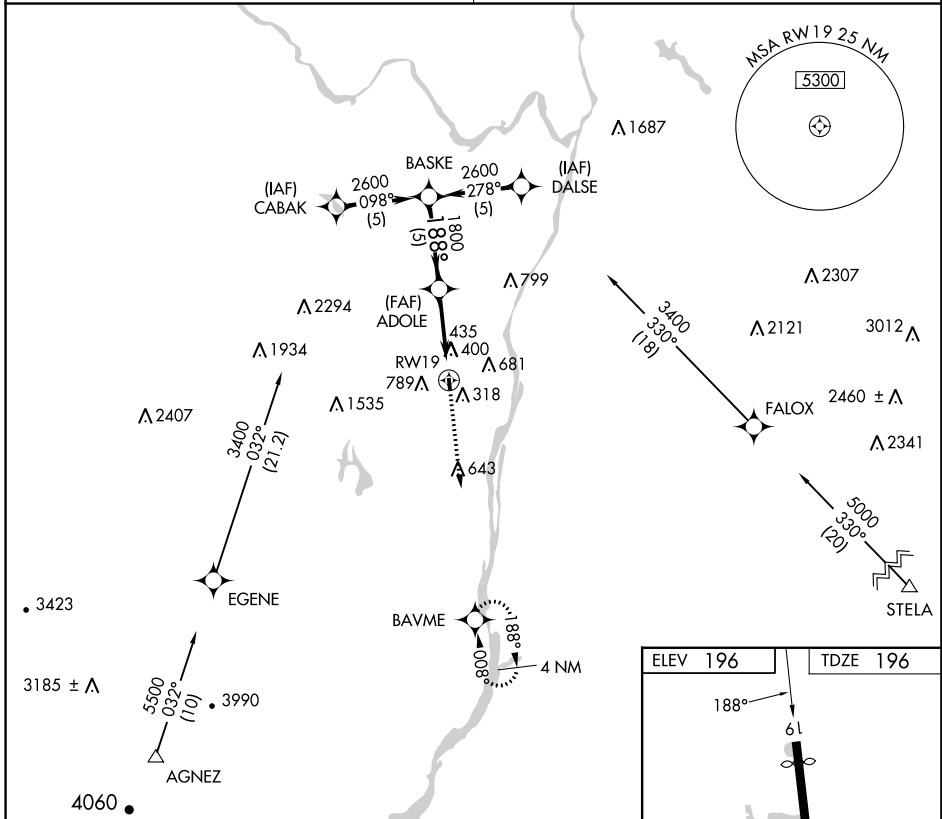 MSA RW19 25 NM
5300
1687
BASKE
(IAF)
DALSE
(IAF)
CABAK
2600
098°
(5)
2600
278°
(5)
1800
188°
(5)
799
2307
2294
(FAF)
ADOLE
3400
330°
(18)
2121
3012
435
400
1934
RW19
681
789
318
2460 ±
1535
2407
FALOX
2341
3400
032°
(21.2)
643
5000
330°
(20)
EGENE
STELA
3423
BAVME
188°
008°
4 NM
ELEV 196
TDZE 196
3185 ±
5500
032°
(10)
3990
188°
19
AGNEZ
4060